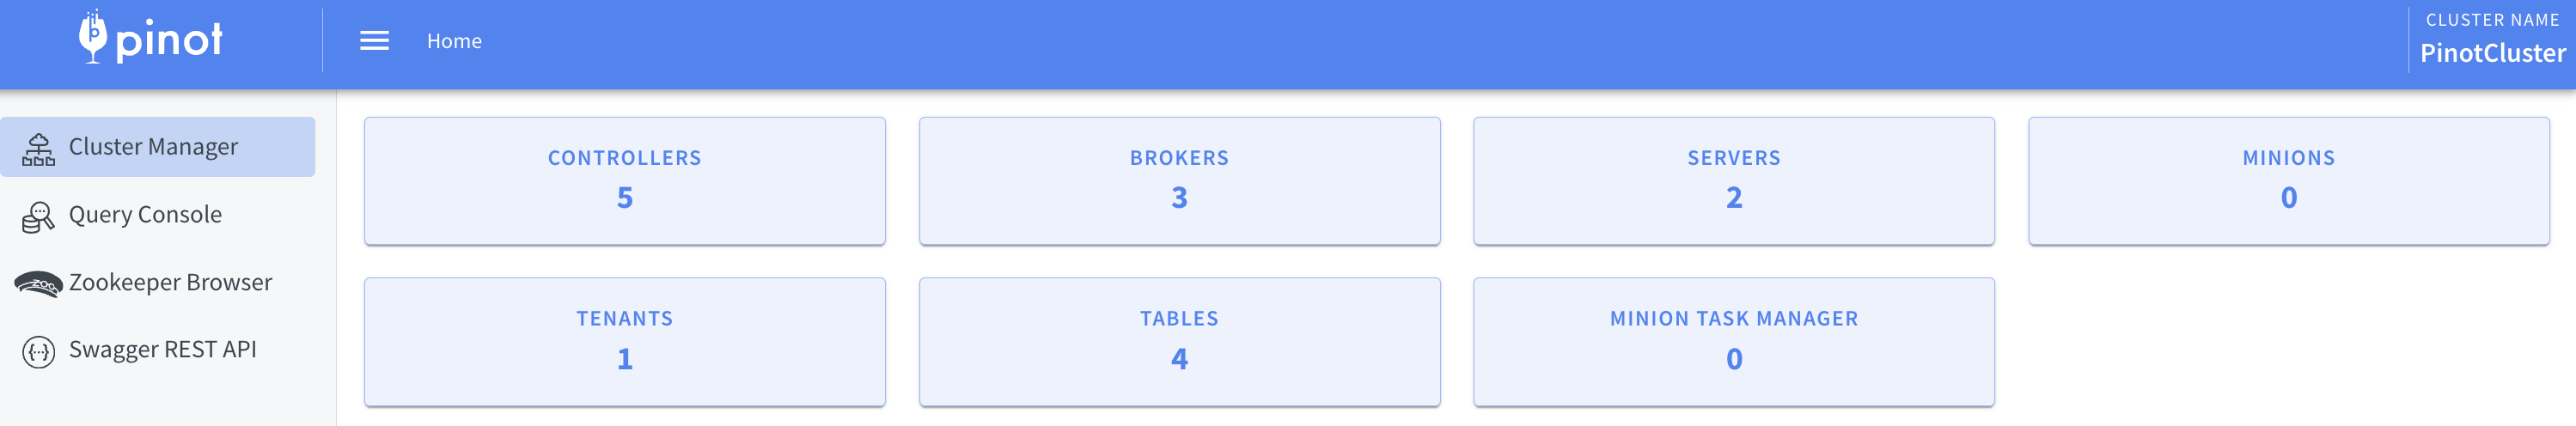 pinot
Home
CLUSTER NAME
PinotCluster
Cluster Manager
Query Console
Zookeeper Browser
Swagger REST API
CONTROLLERS
5
BROKERS
3
SERVERS
2
MINIONS
0
TENANTS
1
TABLES
4
MINION TASK MANAGER
0